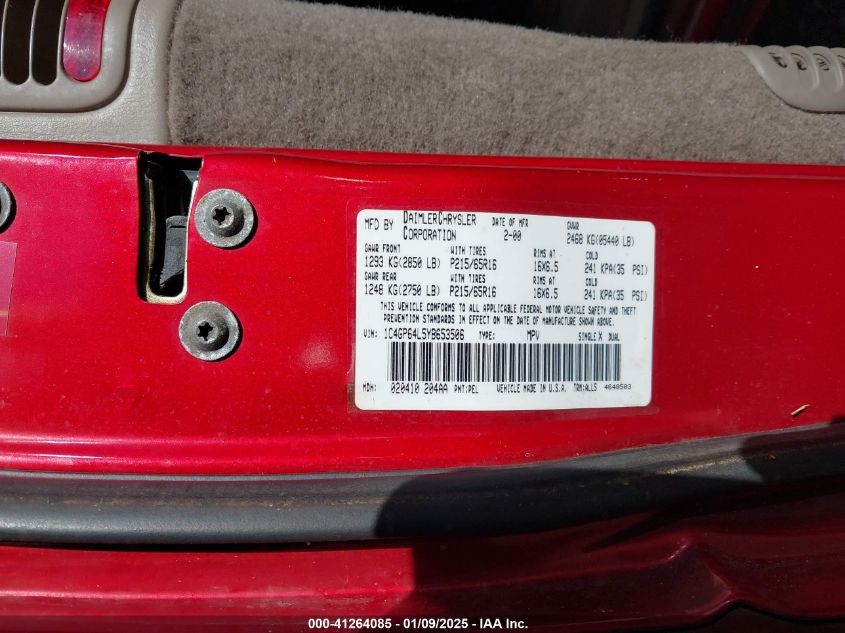 MFD BY DAIMLERCHRYSLER CORPORATION DATE OF MFR 2-00 GVWR 2468 KG(05440 LB)
GAWR FRONT WITH TIRES RIMS AT COLD
1293 KG(2850 LB) P215/65R16 16X6.5 241 KPA(35 PSI)
GAWR REAR WITH TIRES RIMS AT COLD
1248 KG(2750 LB) P215/65R16 16X6.5 241 KPA(35 PSI)
THIS VEHICLE CONFORMS TO ALL APPLICABLE FEDERAL MOTOR VEHICLE SAFETY AND THEFT
PREVENTION STANDARDS IN EFFECT ON THE DATE OF MANUFACTURE SHOWN ABOVE.
VIN: 1C4GP64L5YB653506 TYPE: MPV SINGLE X DUAL
MDH: 020410 204AA PNT:PEL VEHICLE MADE IN U.S.A. TRM:ALL5 4648503
000-41264085 — 01/09/2025 — IAA Inc.